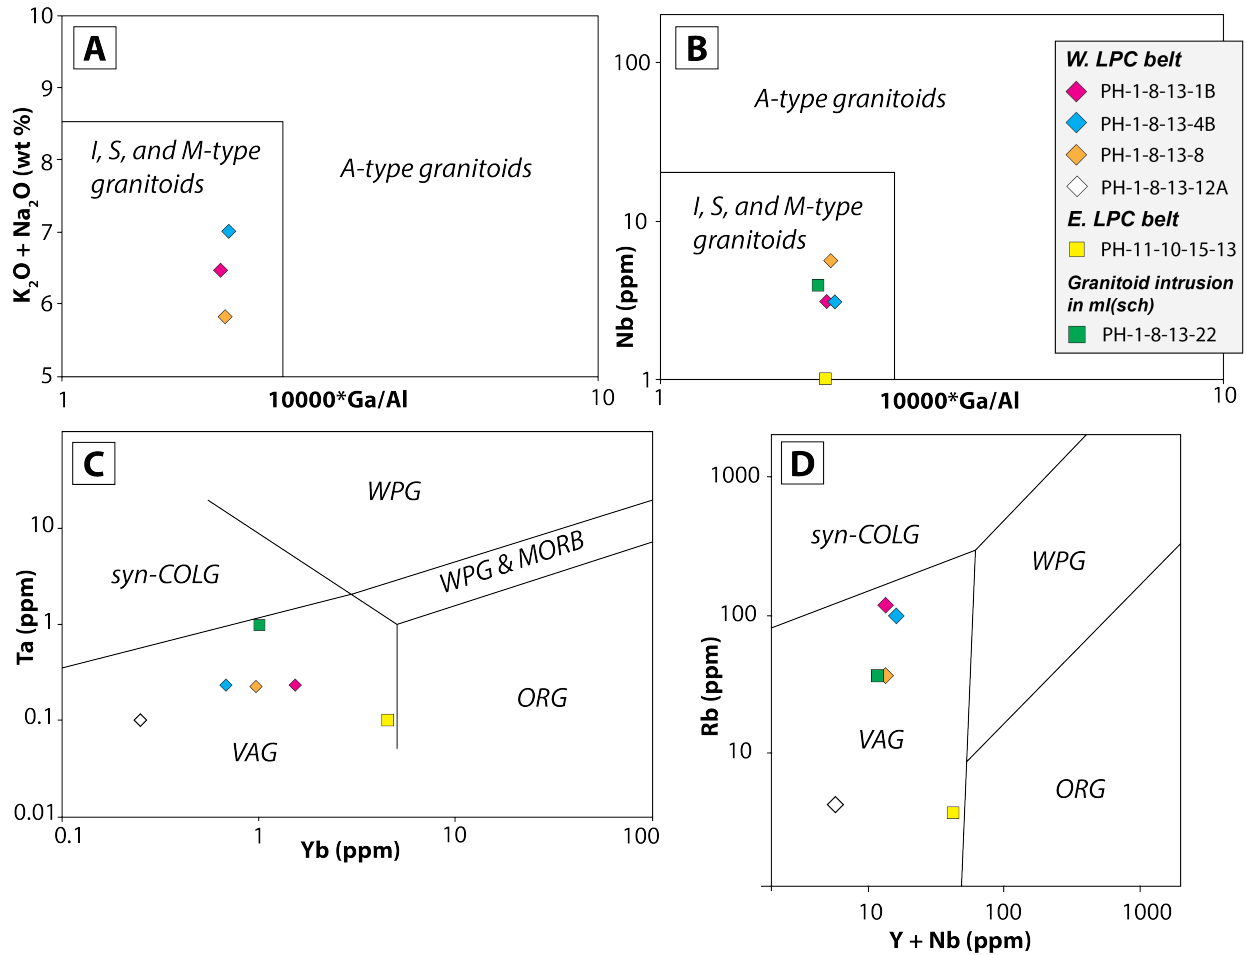 A
10
9
8
7
6
5
K2O + Na2O (wt %)
I, S, and M-type
granitoids
A-type granitoids
1
10000*Ga/Al
10
B
100
10
1
Nb (ppm)
A-type granitoids
I, S, and M-type
granitoids
1
10000*Ga/Al
10
W. LPC belt
PH-1-8-13-1B
PH-1-8-13-4B
PH-1-8-13-8
PH-1-8-13-12A
E. LPC belt
PH-11-10-15-13
Granitoid intrusion
in ml(sch)
PH-1-8-13-22
C
10
1
0.1
0.01
Ta (ppm)
WPG
syn-COLG
WPG & MORB
ORG
VAG
0.1
1
10
100
Yb (ppm)
D
1000
100
10
Rb (ppm)
syn-COLG
WPG
VAG
ORG
10
100
1000
Y + Nb (ppm)